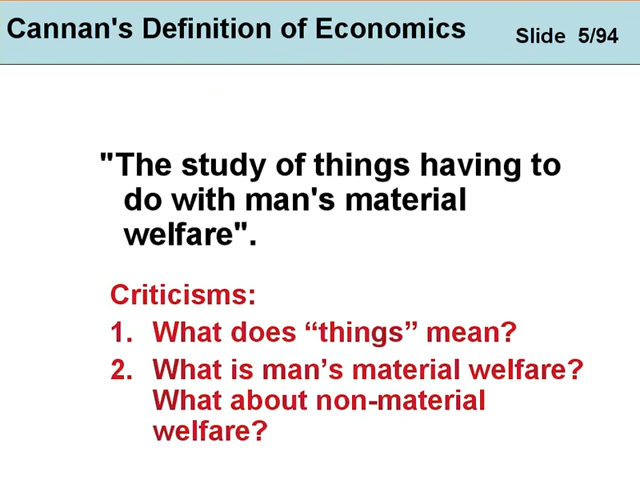 Cannan's Definition of Economics
Slide 5/94
"The study of things having to
do with man's material
welfare".
Criticisms:
1. What does “things” mean?
2. What is man’s material welfare?
What about non-material
welfare?